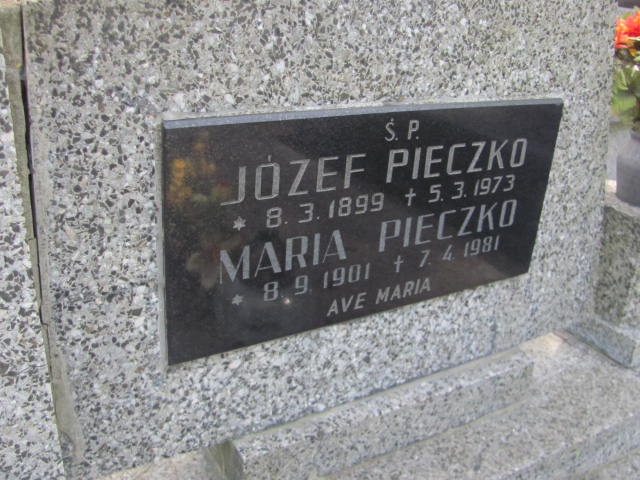 Ś. P.
JÓZEF PIECZKO
* 8. 3. 1899 † 5. 3. 1973
MARIA PIECZKO
* 8. 9. 1901 † 7. 4. 1981
AVE MARIA